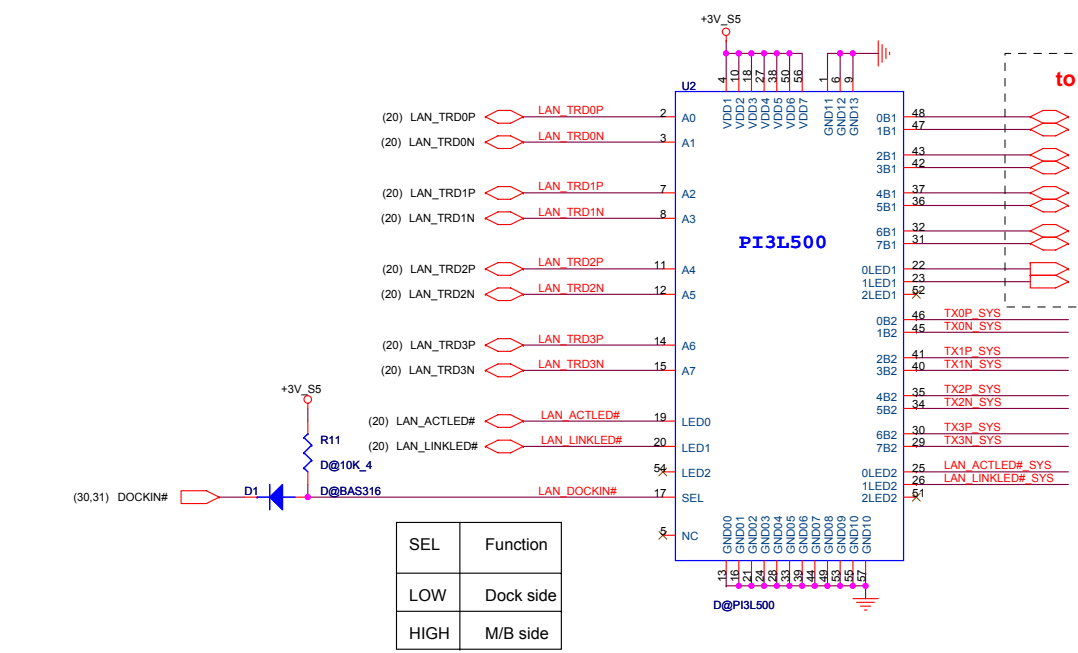 +3V_S5
to
U2
4 10 18 27 38 50 56 1 6 9
VDD1 VDD2 VDD3 VDD4 VDD5 VDD6 VDD7 GND11 GND12 GND13
(20) LAN_TRD0P LAN_TRD0P 2 A0 0B1 48
1B1 47
(20) LAN_TRD0N LAN_TRD0N 3 A1
2B1 43
3B1 42
(20) LAN_TRD1P LAN_TRD1P 7 A2 4B1 37
5B1 36
(20) LAN_TRD1N LAN_TRD1N 8 A3
6B1 32
PI3L500 7B1 31
(20) LAN_TRD2P LAN_TRD2P 11 A4 0LED1 22
1LED1 23
(20) LAN_TRD2N LAN_TRD2N 12 A5 2LED1 52
0B2 46 TX0P_SYS
1B2 45 TX0N_SYS
(20) LAN_TRD3P LAN_TRD3P 14 A6
2B2 41 TX1P_SYS
(20) LAN_TRD3N LAN_TRD3N 15 A7 3B2 40 TX1N_SYS
+3V_S5
4B2 35 TX2P_SYS
5B2 34 TX2N_SYS
(20) LAN_ACTLED# LAN_ACTLED# 19 LED0
6B2 30 TX3P_SYS
R11 (20) LAN_LINKLED# LAN_LINKLED# 20 LED1 7B2 29 TX3N_SYS
D@10K_4 54 LED2 0LED2 25 LAN_ACTLED#_SYS
1LED2 26 LAN_LINKLED#_SYS
(30,31) DOCKIN# D1 D@BAS316 LAN_DOCKIN# 17 SEL 2LED2 51
5 NC
GND00 GND01 GND02 GND03 GND04 GND05 GND06 GND07 GND08 GND09 GND10 GND10
13 16 21 24 28 33 39 44 49 53 55 57
D@PI3L500
SEL Function
LOW Dock side
HIGH M/B side